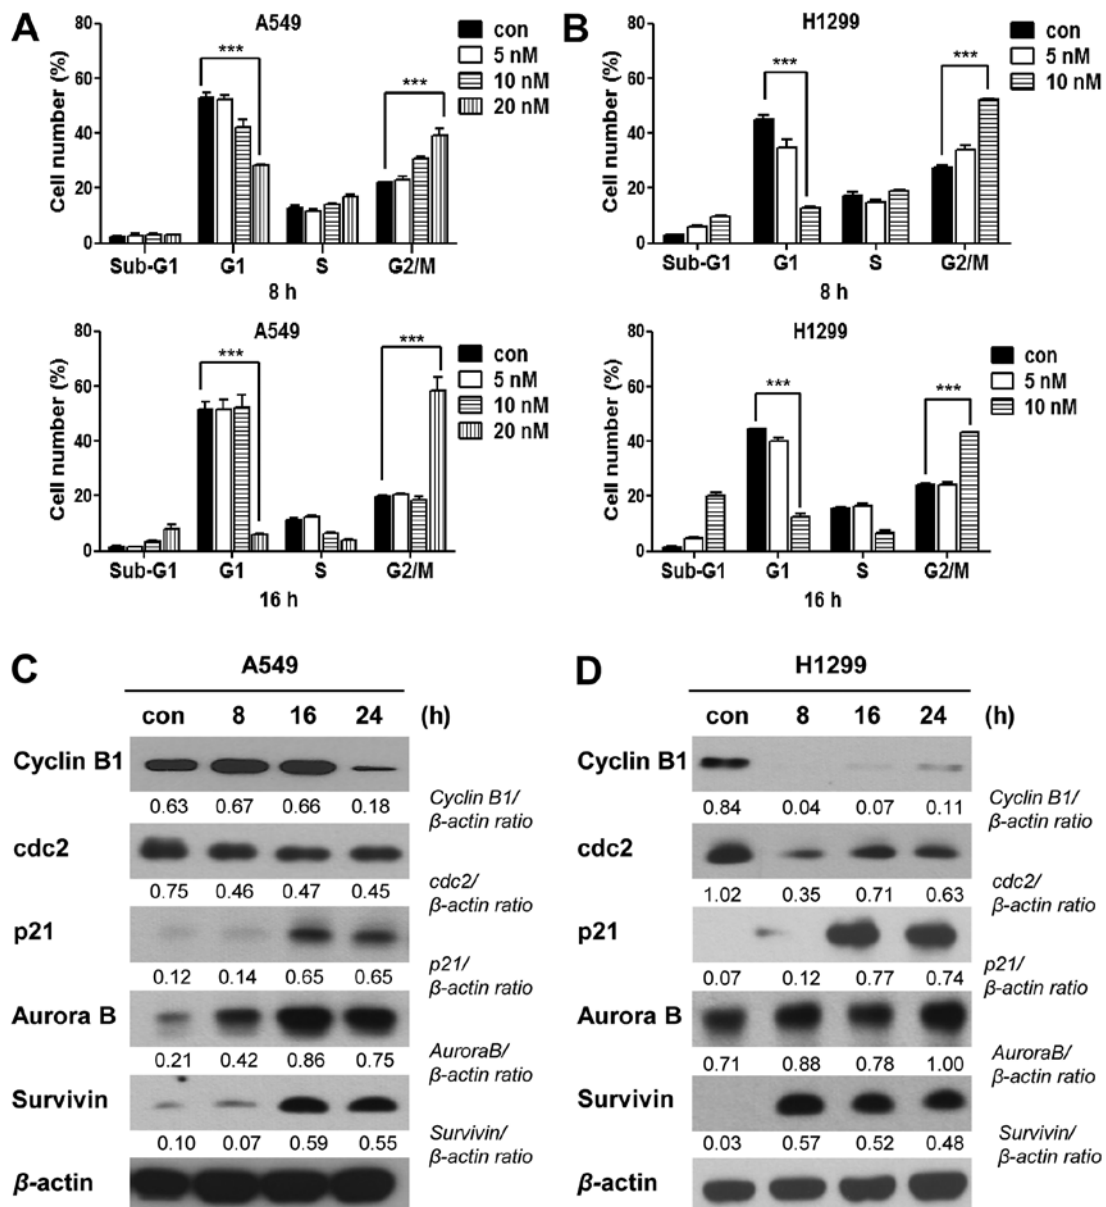 A
A549
Cell number (%)
80
60
40
20
0
***
***
con
5 nM
10 nM
20 nM
Sub-G1 G1 S G2/M
8 h
B
H1299
Cell number (%)
80
60
40
20
0
***
***
con
5 nM
10 nM
Sub-G1 G1 S G2/M
8 h
A549
Cell number (%)
80
60
40
20
0
***
***
con
5 nM
10 nM
20 nM
Sub-G1 G1 S G2/M
16 h
H1299
Cell number (%)
80
60
40
20
0
***
***
con
5 nM
10 nM
Sub-G1 G1 S G2/M
16 h
C
A549
con 8 16 24 (h)
Cyclin B1
0.63 0.67 0.66 0.18
Cyclin B1/
β-actin ratio
cdc2
0.75 0.46 0.47 0.45
cdc2/
β-actin ratio
p21
0.12 0.14 0.65 0.65
p21/
β-actin ratio
Aurora B
0.21 0.42 0.86 0.75
AuroraB/
β-actin ratio
Survivin
0.10 0.07 0.59 0.55
Survivin/
β-actin ratio
β-actin
D
H1299
con 8 16 24 (h)
Cyclin B1
0.84 0.04 0.07 0.11
Cyclin B1/
β-actin ratio
cdc2
1.02 0.35 0.71 0.63
cdc2/
β-actin ratio
p21
0.07 0.12 0.77 0.74
p21/
β-actin ratio
Aurora B
0.71 0.88 0.78 1.00
AuroraB/
β-actin ratio
Survivin
0.03 0.57 0.52 0.48
Survivin/
β-actin ratio
β-actin